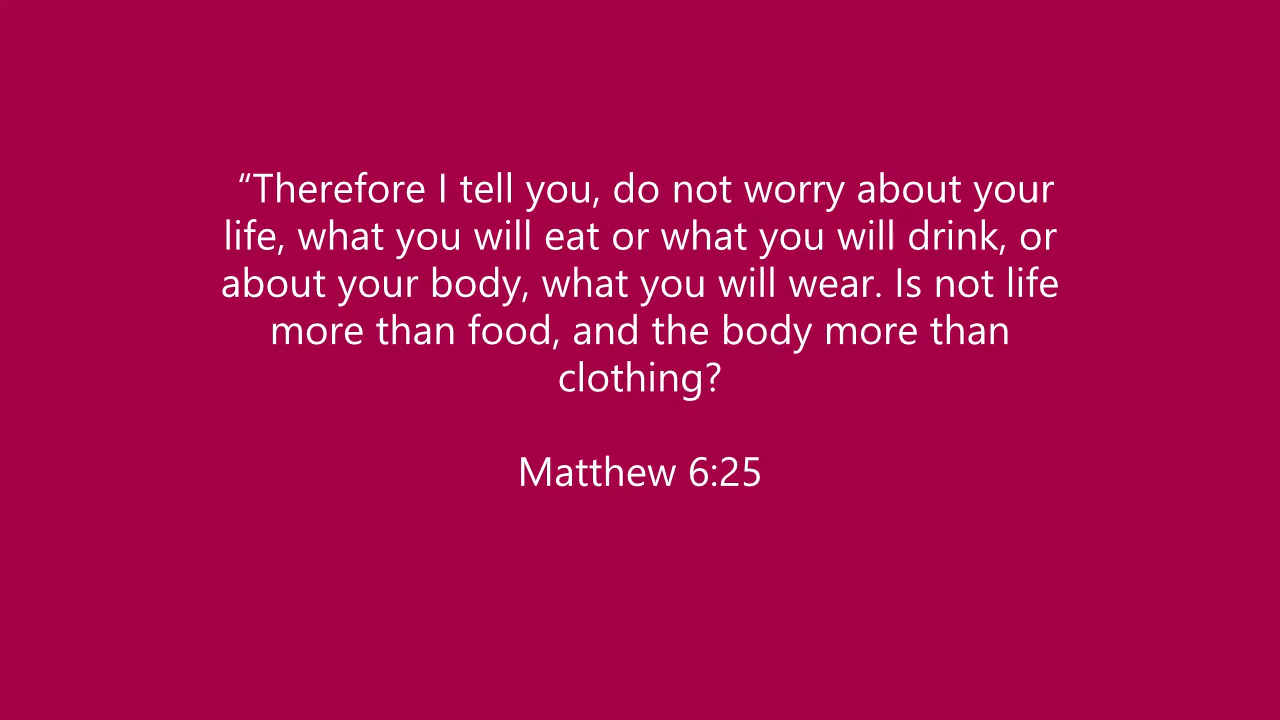 “Therefore I tell you, do not worry about your
life, what you will eat or what you will drink, or
about your body, what you will wear. Is not life
more than food, and the body more than
clothing?
Matthew 6:25